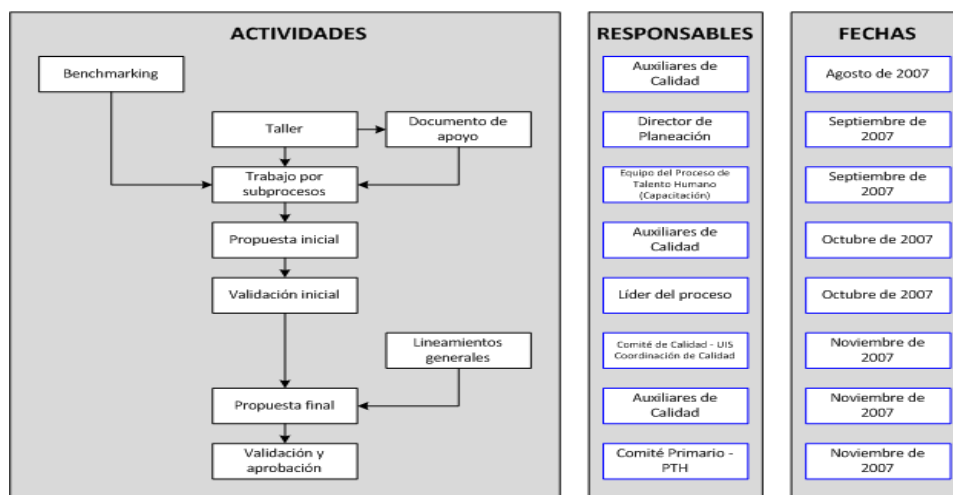 ACTIVIDADES
RESPONSABLES
FECHAS
Benchmarking
Auxiliares de
Calidad
Agosto de 2007
Taller
Documento de
apoyo
Director de
Planeación
Septiembre de
2007
Trabajo por
subprocesos
Equipo del Proceso de
Talento Humano
(Capacitación)
Septiembre de
2007
Propuesta inicial
Auxiliares de
Calidad
Octubre de 2007
Validación inicial
Líder del proceso
Octubre de 2007
Lineamientos
generales
Comité de Calidad - UIS
Coordinación de Calidad
Noviembre de
2007
Propuesta final
Auxiliares de
Calidad
Noviembre de
2007
Validación y
aprobación
Comité Primario -
PTH
Noviembre de
2007